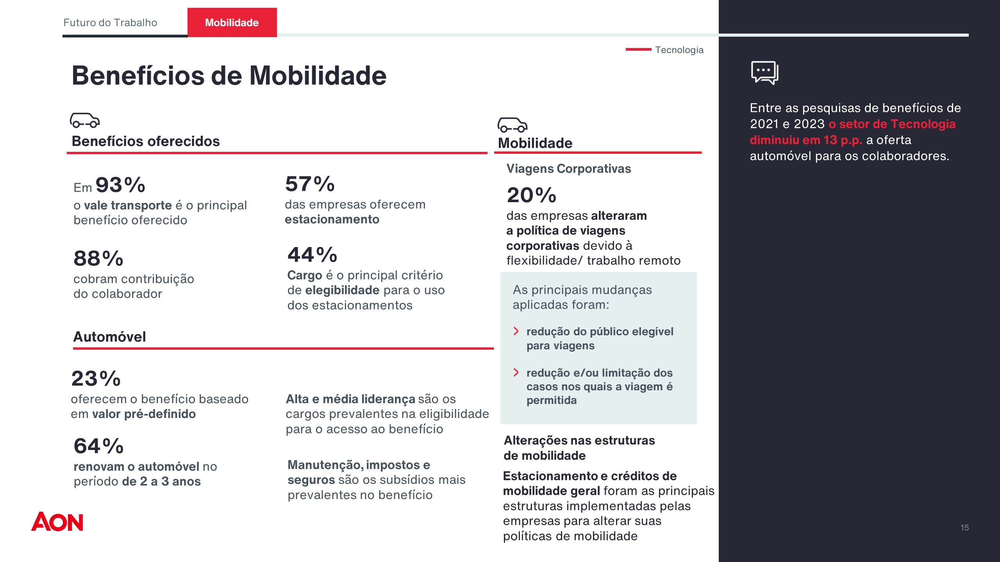 Futuro do Trabalho
Mobilidade
Tecnologia
Benefícios de Mobilidade
Benefícios oferecidos
Em 93%
o vale transporte é o principal
benefício oferecido
57%
das empresas oferecem
estacionamento
88%
cobram contribuição
do colaborador
44%
Cargo é o principal critério
de elegibilidade para o uso
dos estacionamentos
Automóvel
23%
oferecem o benefício baseado
em valor pré-definido
Alta e média liderança são os
cargos prevalentes na eligibilidade
para o acesso ao benefício
64%
renovam o automóvel no
período de 2 a 3 anos
Manutenção, impostos e
seguros são os subsídios mais
prevalentes no benefício
Mobilidade
Viagens Corporativas
20%
das empresas alteraram
a política de viagens
corporativas devido à
flexibilidade/ trabalho remoto
As principais mudanças
aplicadas foram:
> redução do público elegível
para viagens
> redução e/ou limitação dos
casos nos quais a viagem é
permitida
Alterações nas estruturas
de mobilidade
Estacionamento e créditos de
mobilidade geral foram as principais
estruturas implementadas pelas
empresas para alterar suas
políticas de mobilidade
Entre as pesquisas de benefícios de
2021 e 2023 o setor de Tecnologia
diminuiu em 13 p.p. a oferta
automóvel para os colaboradores.
AON
15